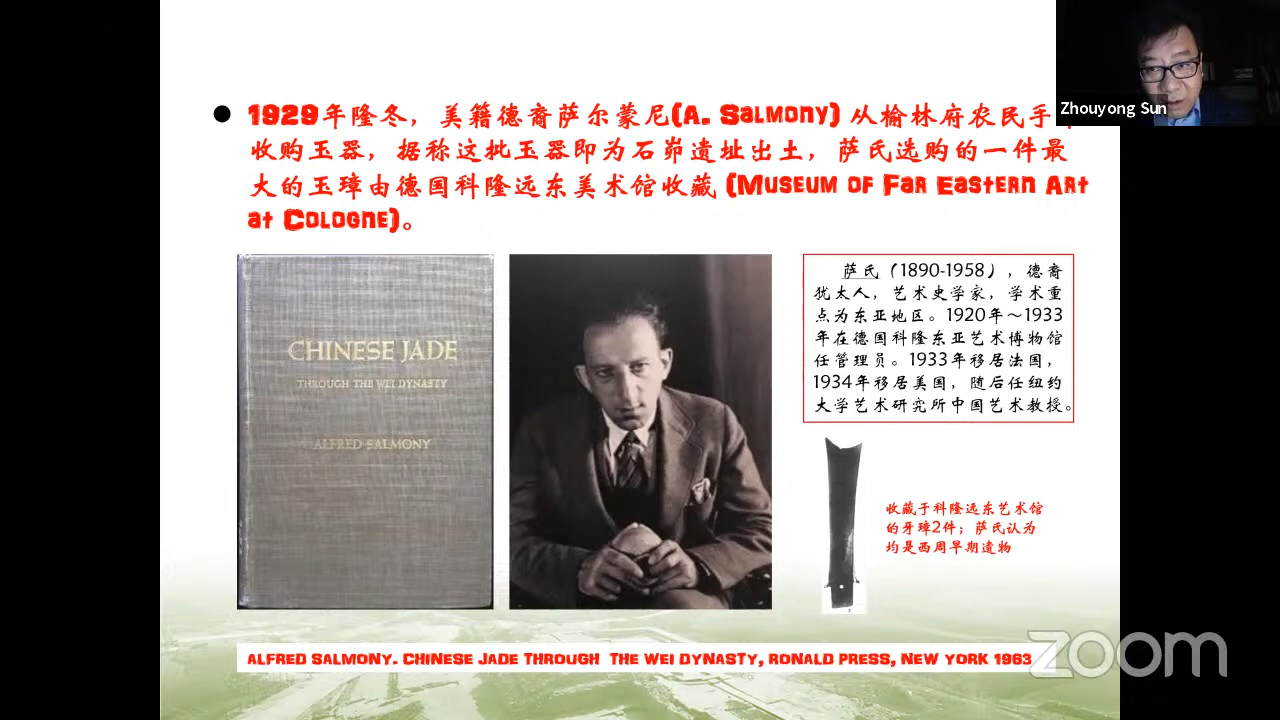 Zhouyong Sun
1929年隆冬，美籍德裔萨尔蒙尼(A. Salmony) 从榆林府农民手中
收购玉器，据称这批玉器即为石峁遗址出土，萨氏选购的一件最
大的玉璋由德国科隆远东美术馆收藏 (Museum of Far Eastern Art
at Cologne)。
CHINESE JADE
THROUGH THE WEI DYNASTY
ALFRED SALMONY
萨氏（1890-1958），德裔
犹太人，艺术史学家，学术重
点为东亚地区。1920年～1933
年在德国科隆东亚艺术博物馆
任管理员。1933年移居法国，
1934年移居美国，随后任纽约
大学艺术研究所中国艺术教授。
收藏于科隆远东艺术馆
的牙璋2件；萨氏认为
均是西周早期遗物
ALFRED SALMONY. CHINESE JADE THROUGH THE WEI DYNASTY, RONALD PRESS, NEW YORK 1963
zoom